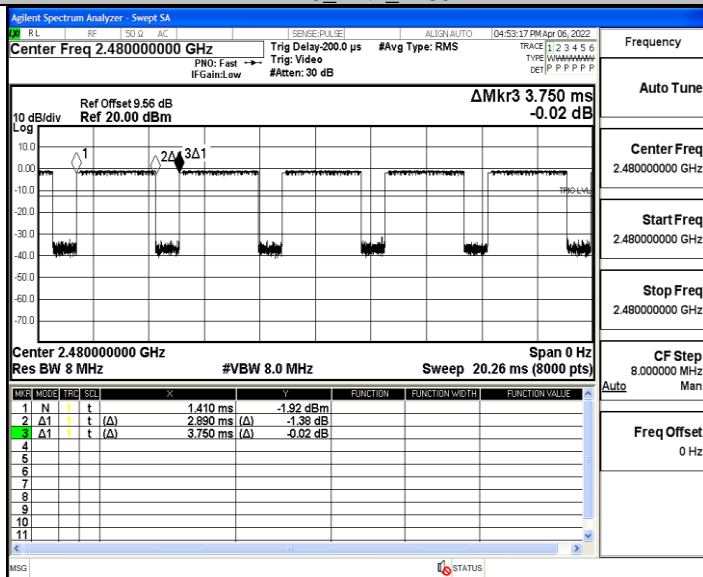 Agilent Spectrum Analyzer - Swept SA
LXI RL RF 50 Ω AC SENSE:PULSE ALIGN AUTO 04:53:17 PM Apr 06, 2022
Center Freq 2.480000000 GHz
PNO: Fast
IFGain:Low
Trig Delay-200.0 µs
Trig: Video
#Atten: 30 dB
#Avg Type: RMS
TRACE 1 2 3 4 5 6
TYPE WWWWWW
DET P P P P P P
Frequency
Auto Tune
Center Freq
2.480000000 GHz
Start Freq
2.480000000 GHz
Stop Freq
2.480000000 GHz
CF Step
8.000000 MHz
Auto Man
Freq Offset
0 Hz
ΔMkr3 3.750 ms
-0.02 dB
Ref Offset 9.56 dB
10 dB/div Ref 20.00 dBm
Log
10.0
0.00
-10.0
-20.0
-30.0
-40.0
-50.0
-60.0
-70.0
1 2Δ1 3Δ1
TRIG LVL
Center 2.480000000 GHz Span 0 Hz
Res BW 8 MHz #VBW 8.0 MHz Sweep 20.26 ms (8000 pts)
MKR MODE TRC SCL X Y FUNCTION FUNCTION WIDTH FUNCTION VALUE
1 N 1 t 1.410 ms -1.92 dBm
2 Δ1 1 t (Δ) 2.890 ms (Δ) -1.38 dB
3 Δ1 1 t (Δ) 3.750 ms (Δ) -0.02 dB
4
5
6
7
8
9
10
11
MSG STATUS